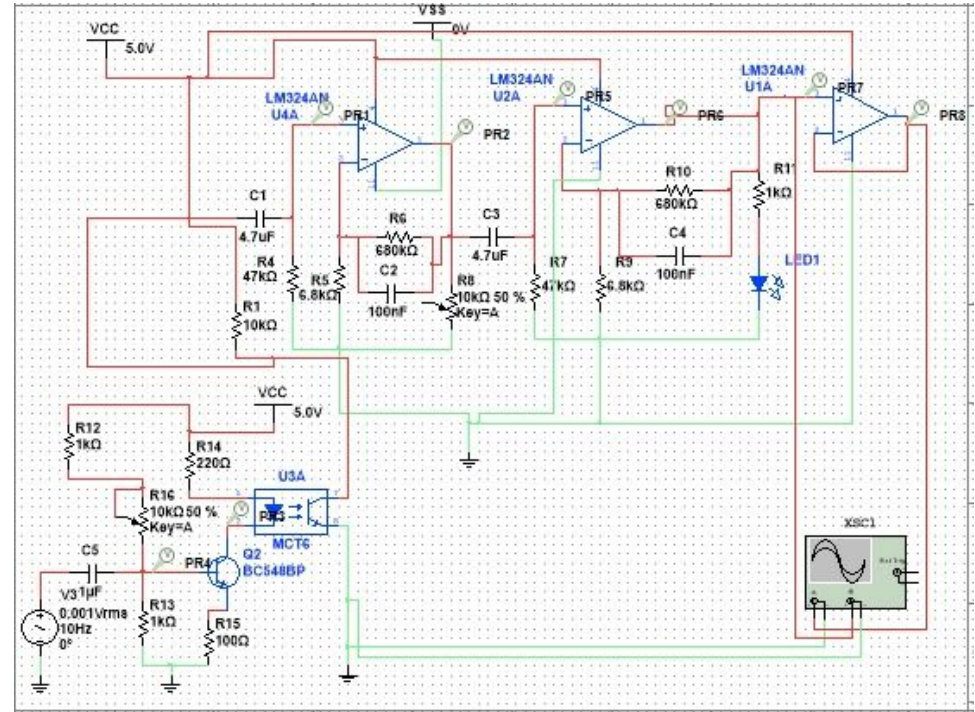 VSS
0V
VCC
5.0V
LM324AN
U4A
PR1
PR2
LM324AN
U2A
PR5
PR6
LM324AN
U1A
PR7
PR8
C1
4.7uF
R4
47kΩ
R5
6.8kΩ
R6
680kΩ
C2
100nF
C3
4.7uF
R8
10kΩ 50 %
Key=A
R7
47kΩ
R9
6.8kΩ
R10
680kΩ
C4
100nF
R11
1kΩ
LED1
R1
10kΩ
VCC
5.0V
R12
1kΩ
R14
220Ω
U3A
MCT6
PR3
R16
10kΩ 50 %
Key=A
C5
1µF
PR4
Q2
BC548BP
V3
0.001Vrms
10Hz
0°
R13
1kΩ
R15
100Ω
XSC1